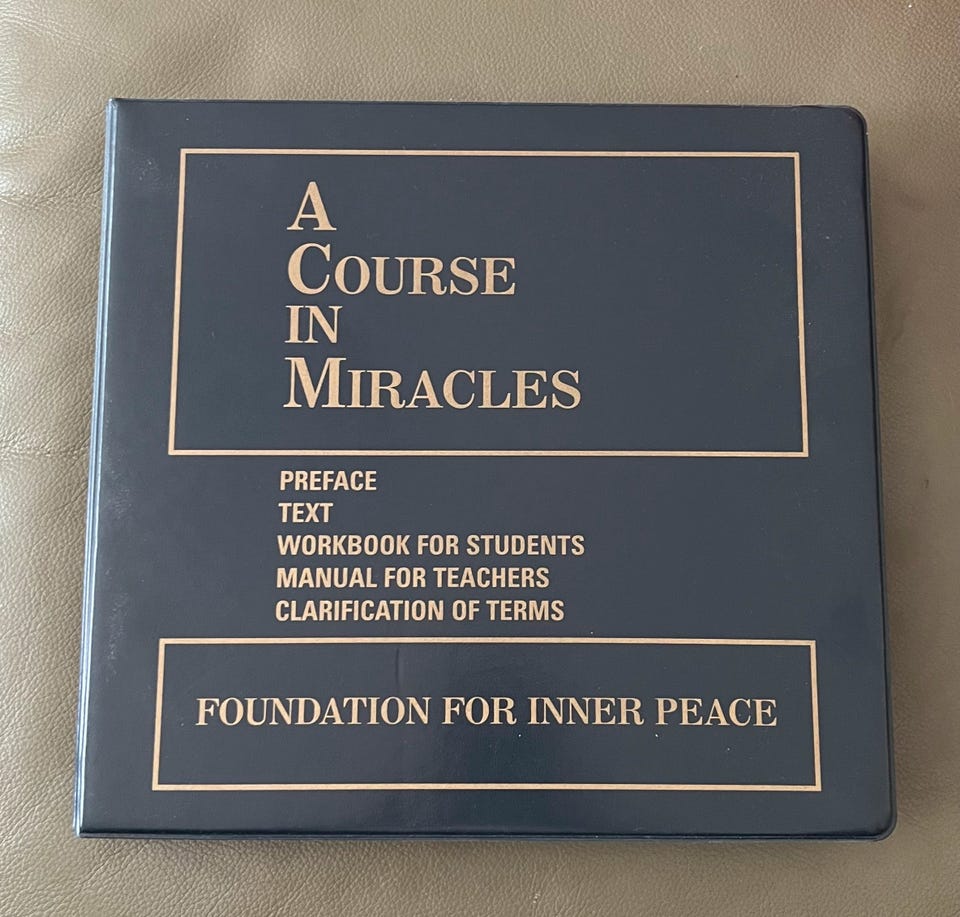 A
COURSE
IN
MIRACLES
PREFACE
TEXT
WORKBOOK FOR STUDENTS
MANUAL FOR TEACHERS
CLARIFICATION OF TERMS
FOUNDATION FOR INNER PEACE